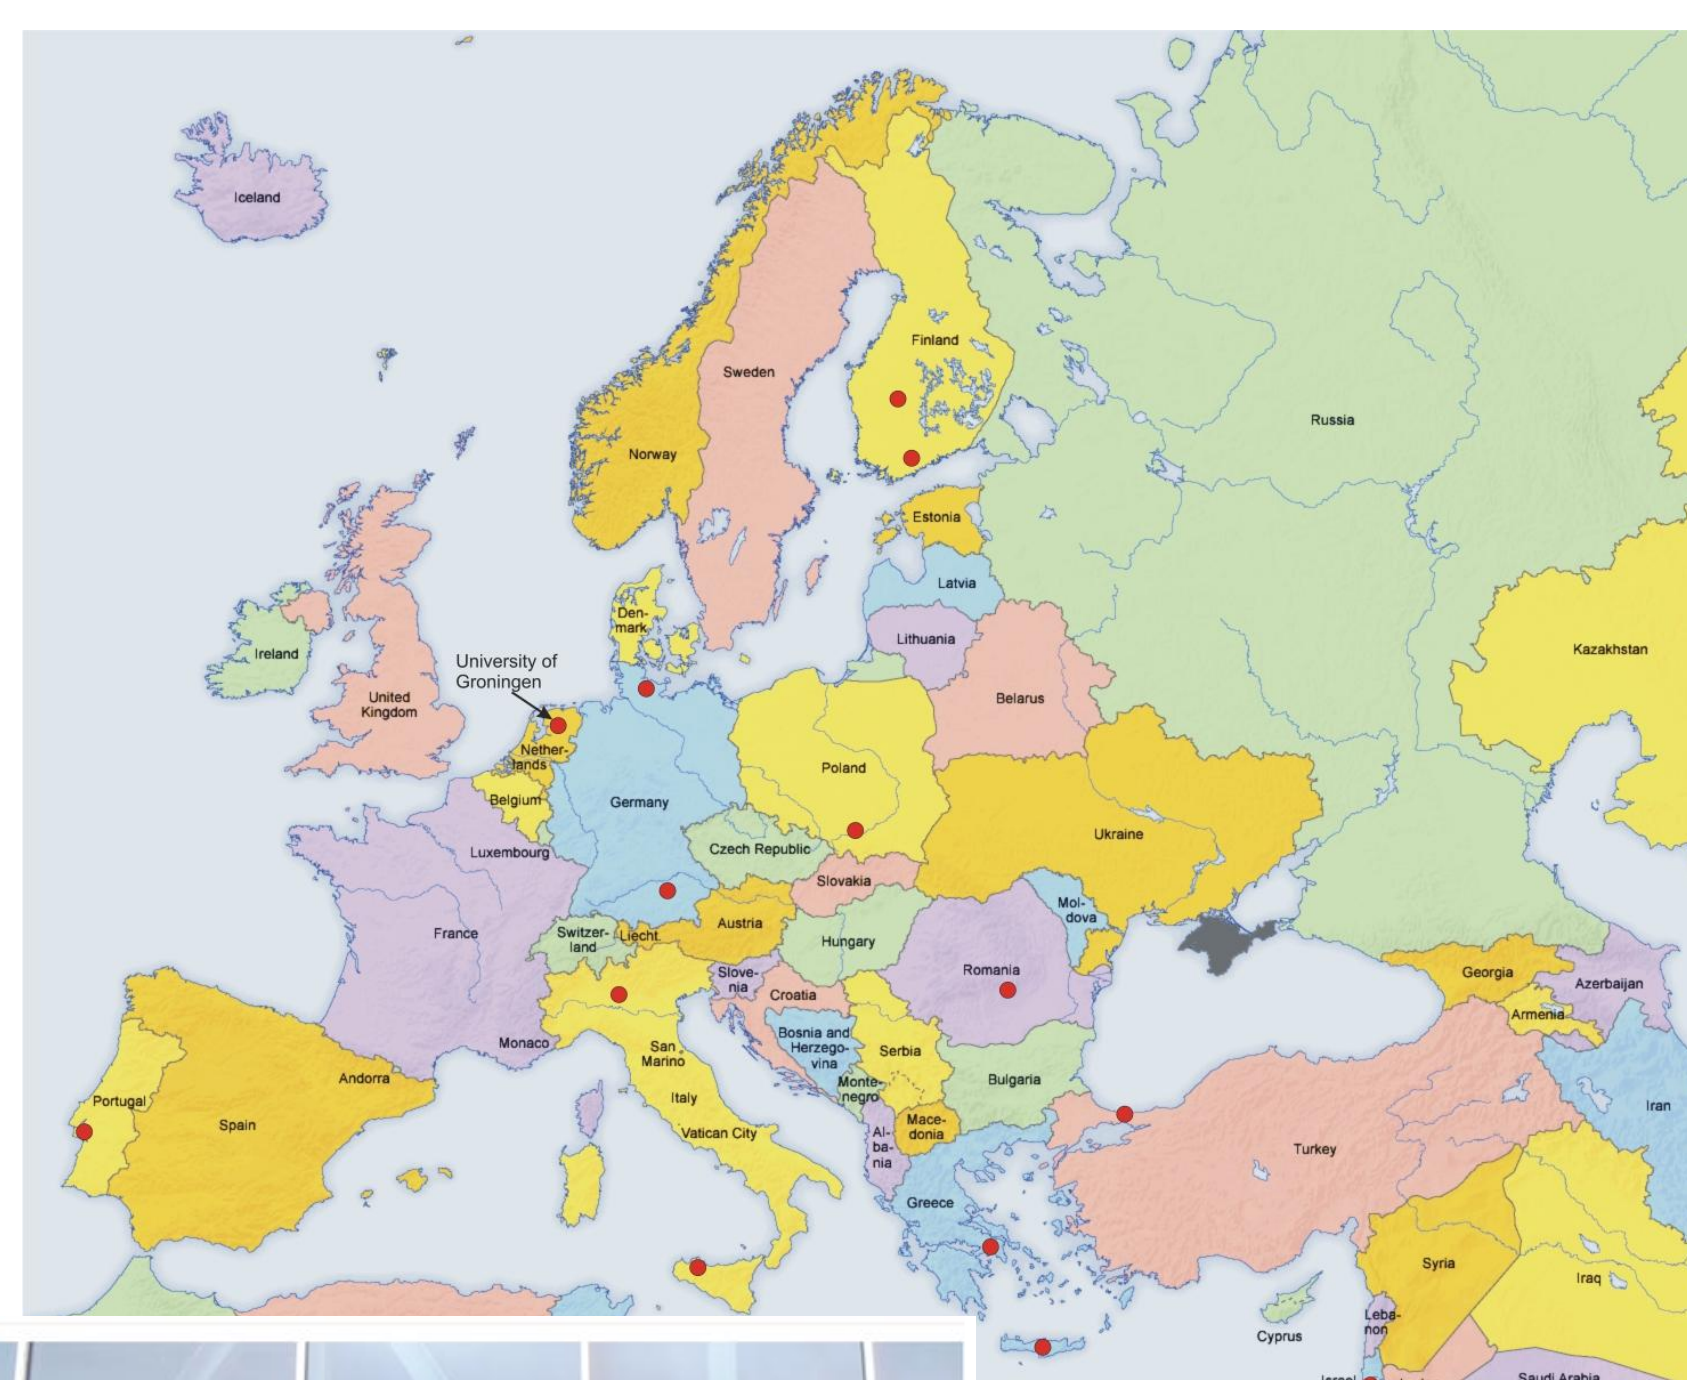 Iceland
Finland
Sweden
Russia
Norway
Estonia
Latvia
Den-
mark
Lithuania
Ireland
Kazakhstan
University of
Groningen
United
Kingdom
Belarus
Nether-
lands
Poland
Belgium
Germany
Ukraine
Czech Republic
Luxembourg
Slovakia
Mol-
dova
Austria
France
Switzer-
land
Liecht.
Hungary
Romania
Georgia
Slove-
nia
Azerbaijan
Croatia
Armenia
Bosnia and
Herzego-
vina
Monaco
San
Marino
Serbia
Andorra
Bulgaria
Monte-
negro
Portugal
Italy
Iran
Spain
Vatican City
Mace-
donia
Al-
ba-
nia
Turkey
Greece
Syria
Iraq
Leba-
non
Cyprus
Israel
Saudi Arabia